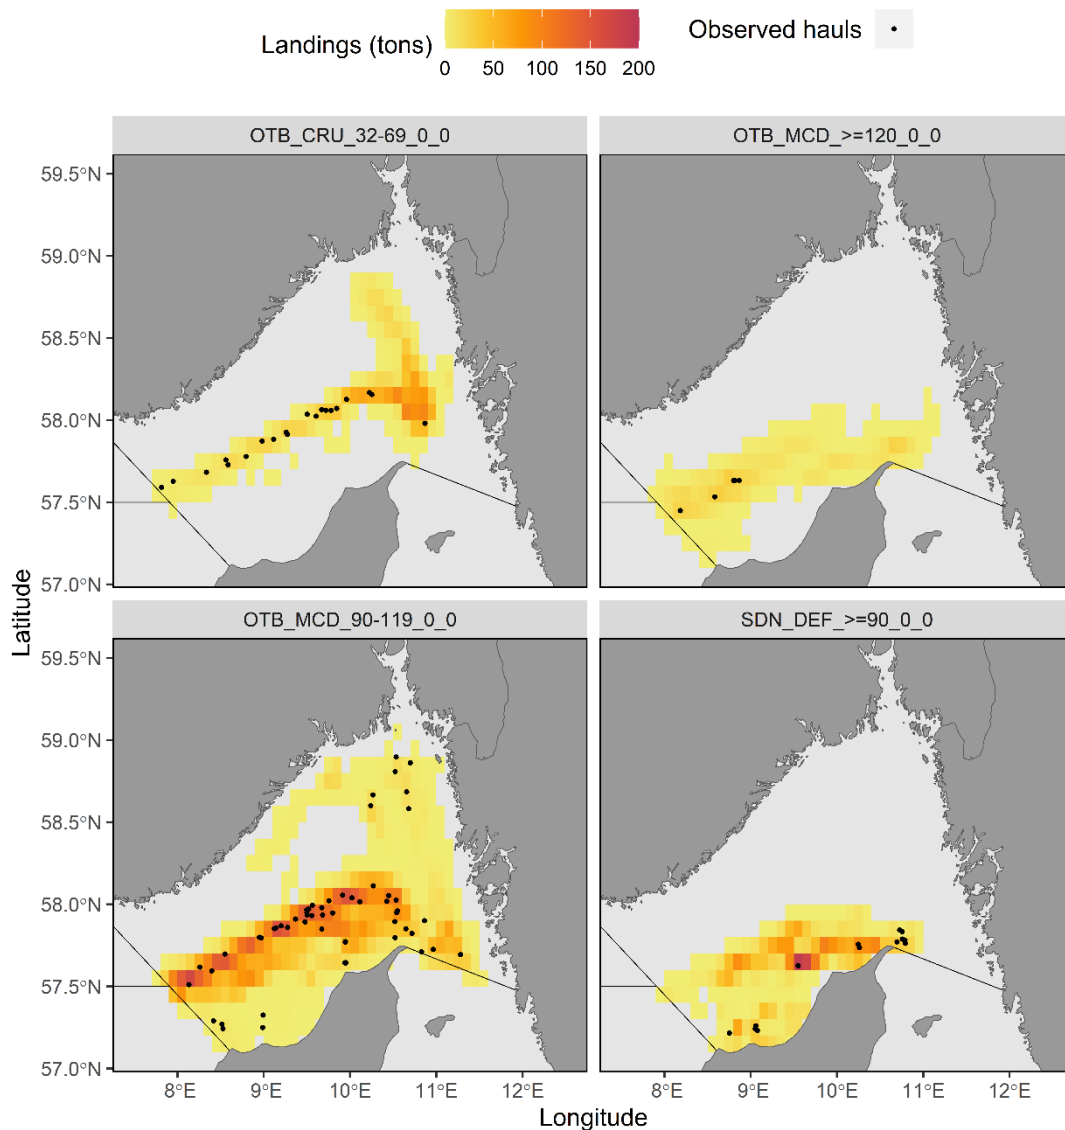 Landings (tons)
0 50 100 150 200
Observed hauls
OTB_CRU_32-69_0_0
OTB_MCD_>=120_0_0
59.5°N
59.0°N
58.5°N
58.0°N
57.5°N
57.0°N
OTB_MCD_90-119_0_0
SDN_DEF_>=90_0_0
59.5°N
59.0°N
58.5°N
58.0°N
57.5°N
57.0°N
8°E 9°E 10°E 11°E 12°E
8°E 9°E 10°E 11°E 12°E
Latitude
Longitude